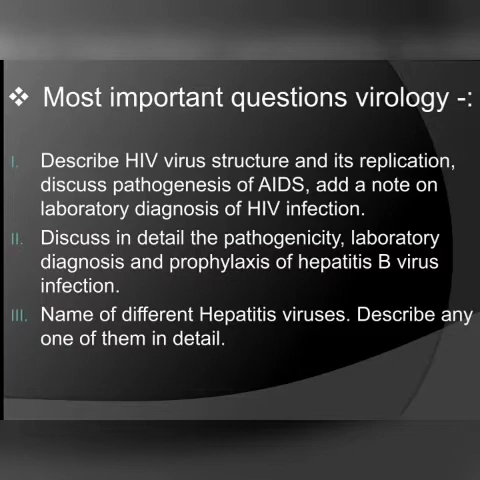 ❖ Most important questions virology -:
I. Describe HIV virus structure and its replication,
discuss pathogenesis of AIDS, add a note on
laboratory diagnosis of HIV infection.
II. Discuss in detail the pathogenicity, laboratory
diagnosis and prophylaxis of hepatitis B virus
infection.
III. Name of different Hepatitis viruses. Describe any
one of them in detail.